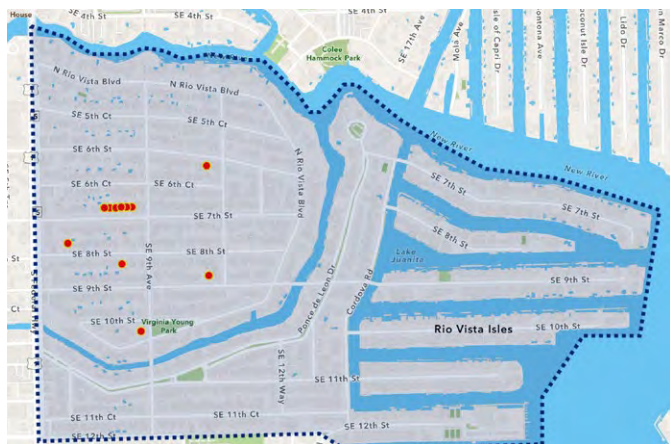 House
SE 4th St
SE 4th St
Colee
Hammock Park
SE 17th Ave
Mola Ave
Isle of Capri Dr
Coconut Isle Dr
Lido Dr
San Marco Dr
N Rio Vista Blvd
N Rio Vista Blvd
SE 5th Ct
SE 5th Ct
SE 6th St
N Rio Vista Blvd
New River
New River
SE 6th Ct
SE 6th Ct
SE 7th St
SE 7th St
SE 7th St
SE 8th St
SE 8th St
SE 8th St
SE 9th Ave
Lake
Juanita
SE 9th St
SE 9th St
Ponce de Leon Dr
Cordova Rd
SE 10th St
Virginia Young
Park
Rio Vista Isles
SE 10th St
SE 12th Way
SE 11th St
SE 11th Ct
SE 11th Ct
SE 12th St
SE 12th St